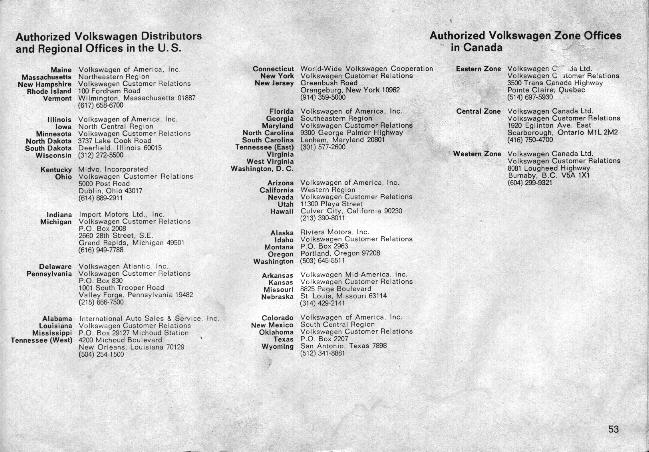 Authorized Volkswagen Distributors
and Regional Offices in the U.S.
Maine Volkswagen of America, Inc.
Massachusetts Northeastern Region
New Hampshire Volkswagen Customer Relations
Rhode Island 100 Fordham Road
Vermont Wilmington, Massachusetts 01887
(617) 658-6700
Illinois Volkswagen of America, Inc.
Iowa North Central Region
Minnesota Volkswagen Customer Relations
North Dakota 3737 Lake Cook Road
South Dakota Deerfield, Illinois 60015
Wisconsin (312) 272-5500
Kentucky Midvo, Incorporated
Ohio Volkswagen Customer Relations
5000 Post Road
Dublin, Ohio 43017
(614) 889-2911
Indiana Import Motors Ltd., Inc.
Michigan Volkswagen Customer Relations
P.O. Box 2008
2660 28th Street, S.E.
Grand Rapids, Michigan 49501
(616) 949-7788
Delaware Volkswagen Atlantic, Inc.
Pennsylvania Volkswagen Customer Relations
P.O. Box 830
1001 South Trooper Road
Valley Forge, Pennsylvania 19482
(215) 666-7500
Alabama International Auto Sales & Service, Inc.
Louisiana Volkswagen Customer Relations
Mississippi P.O. Box 29127 Michoud Station
Tennessee (West) 4200 Michoud Boulevard
New Orleans, Louisiana 70129
(504) 254-1500
Connecticut World-Wide Volkswagen Cooperation
New York Volkswagen Customer Relations
New Jersey Greenbush Road
Orangeburg, New York 10962
(914) 359-5000
Florida Volkswagen of America, Inc.
Georgia Southeastern Region
Maryland Volkswagen Customer Relations
North Carolina 9300 George Palmer Highway
South Carolina Lanham, Maryland 20801
Tennessee (East) (301) 577-2600
Virginia
West Virginia
Washington, D. C.
Arizona Volkswagen of America, Inc.
California Western Region
Nevada Volkswagen Customer Relations
Utah 11300 Playa Street
Hawaii Culver City, California 90230
(213) 390-8011
Alaska Riviera Motors, Inc.
Idaho Volkswagen Customer Relations
Montana P.O. Box 2963
Oregon Portland, Oregon 97208
Washington (503) 645-5511
Arkansas Volkswagen Mid-America, Inc.
Kansas Volkswagen Customer Relations
Missouri 8825 Page Boulevard
Nebraska St. Louis, Missouri 63114
(314) 429-2141
Colorado Volkswagen of America, Inc.
New Mexico South Central Region
Oklahoma Volkswagen Customer Relations
Texas P.O. Box 2207
Wyoming San Antonio, Texas 7898
(512) 341-8881
Authorized Volkswagen Zone Offices
in Canada
Eastern Zone Volkswagen Ltd.
Volkswagen Relations
3500 Trans Canada Highway
Pointe Claire, Quebec
(514) 697-5930
Central Zone Volkswagen Canada Ltd.
Volkswagen Customer Relations
1920 Eglinton Ave. East
Scarborough, Ontario M1L 2M2
(416) 750-4700
Western Zone Volkswagen Canada Ltd.
Volkswagen Customer Relations
8081 Lougheed Highway
Burnaby, B.C. V5A 1X1
(604) 299-9321
53